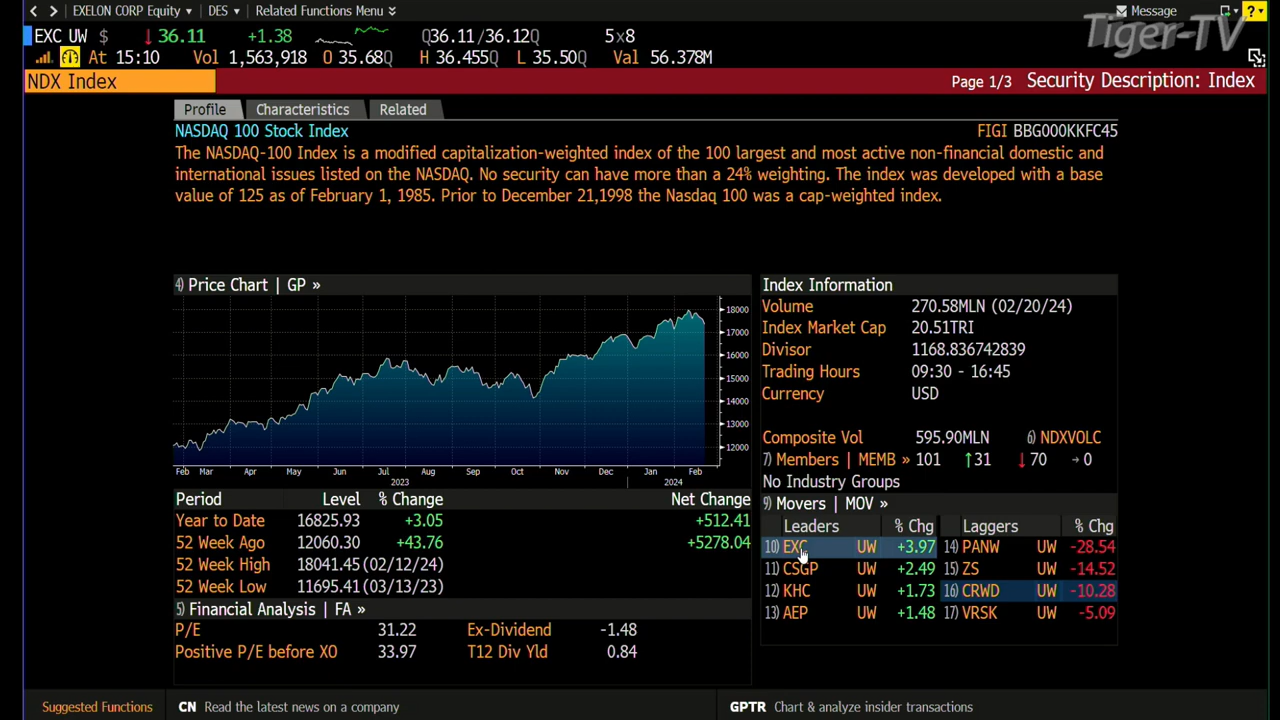 EXELON CORP Equity DES Related Functions Menu Message ?
EXC UW $ ↓36.11 +1.38 Q36.11/36.12Q 5x8
At 15:10 Vol 1,563,918 O 35.68Q H 36.455Q L 35.50Q Val 56.378M
Tiger-TV
NDX Index Page 1/3 Security Description: Index
Profile Characteristics Related
NASDAQ 100 Stock Index FIGI BBG000KKFC45
The NASDAQ-100 Index is a modified capitalization-weighted index of the 100 largest and most active non-financial domestic and
international issues listed on the NASDAQ. No security can have more than a 24% weighting. The index was developed with a base
value of 125 as of February 1, 1985. Prior to December 21,1998 the Nasdaq 100 was a cap-weighted index.
4) Price Chart | GP »
18000
17000
16000
15000
14000
13000
12000
Feb Mar Apr May Jun Jul Aug Sep Oct Nov Dec Jan Feb
2023 2024
Index Information
Volume 270.58MLN (02/20/24)
Index Market Cap 20.51TRI
Divisor 1168.836742839
Trading Hours 09:30 - 16:45
Currency USD
Composite Vol 595.90MLN 6) NDXVOLC
7) Members | MEMB » 101 ↑31 ↓70 →0
No Industry Groups
Period Level % Change Net Change
Year to Date 16825.93 +3.05 +512.41
52 Week Ago 12060.30 +43.76 +5278.04
52 Week High 18041.45 (02/12/24)
52 Week Low 11695.41 (03/13/23)
5) Financial Analysis | FA »
P/E 31.22 Ex-Dividend -1.48
Positive P/E before XO 33.97 T12 Div Yld 0.84
9) Movers | MOV »
Leaders % Chg Laggers % Chg
10) EXC UW +3.97 14) PANW UW -28.54
11) CSGP UW +2.49 15) ZS UW -14.52
12) KHC UW +1.73 16) CRWD UW -10.28
13) AEP UW +1.48 17) VRSK UW -5.09
Suggested Functions CN Read the latest news on a company GPTR Chart & analyze insider transactions